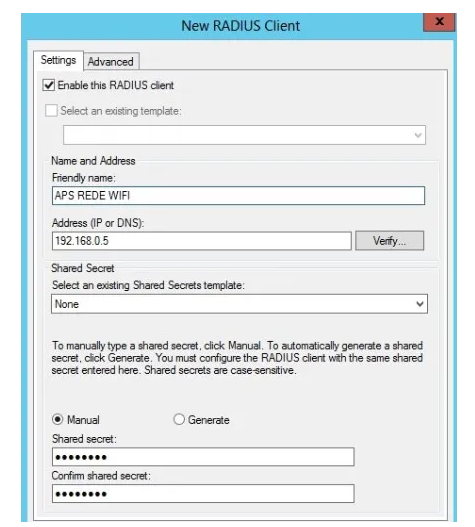 New RADIUS Client
x
Settings
Advanced
Enable this RADIUS client
Select an existing template:
Name and Address
Friendly name:
APS REDE WIFI
Address (IP or DNS):
192.168.0.5
Verify...
Shared Secret
Select an existing Shared Secrets template:
None
To manually type a shared secret, click Manual. To automatically generate a shared
secret, click Generate. You must configure the RADIUS client with the same shared
secret entered here. Shared secrets are case-sensitive.
Manual
Generate
Shared secret:
••••••••
Confirm shared secret:
••••••••